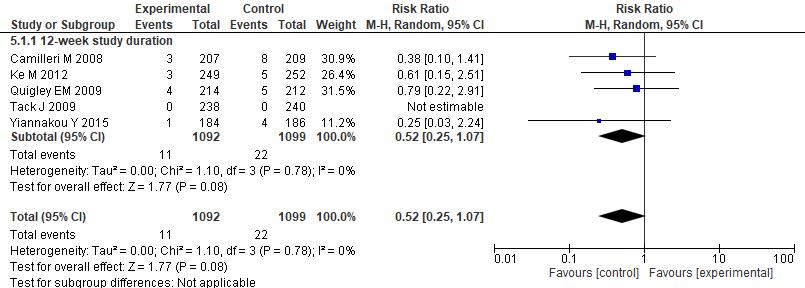 Experimental Control Risk Ratio Risk Ratio
Study or Subgroup Events Total Events Total Weight M-H, Random, 95% CI M-H, Random, 95% CI
5.1.1 12-week study duration
Camilleri M 2008 3 207 8 209 30.9% 0.38 [0.10, 1.41]
Ke M 2012 3 249 5 252 26.4% 0.61 [0.15, 2.51]
Quigley EM 2009 4 214 5 212 31.5% 0.79 [0.22, 2.91]
Tack J 2009 0 238 0 240 Not estimable
Yiannakou Y 2015 1 184 4 186 11.2% 0.25 [0.03, 2.24]
Subtotal (95% CI) 1092 1099 100.0% 0.52 [0.25, 1.07]
Total events 11 22
Heterogeneity: Tau² = 0.00; Chi² = 1.10, df = 3 (P = 0.78); I² = 0%
Test for overall effect: Z = 1.77 (P = 0.08)
Total (95% CI) 1092 1099 100.0% 0.52 [0.25, 1.07]
Total events 11 22
Heterogeneity: Tau² = 0.00; Chi² = 1.10, df = 3 (P = 0.78); I² = 0%
Test for overall effect: Z = 1.77 (P = 0.08)
Test for subgroup differences: Not applicable
0.01 0.1 1 10 100
Favours [control] Favours [experimental]